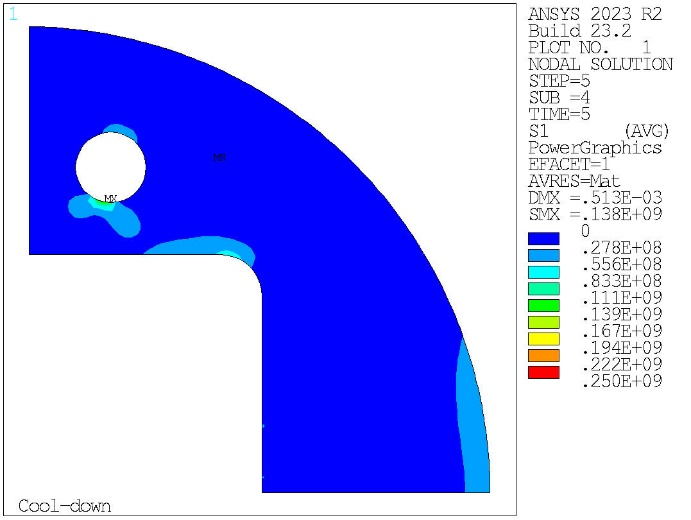 1
ANSYS 2023 R2
Build 23.2
PLOT NO. 1
NODAL SOLUTION
STEP=5
SUB =4
TIME=5
S1 (AVG)
PowerGraphics
EFACET=1
AVRES=Mat
DMX =.513E-03
SMX =.138E+09
0
.278E+08
.556E+08
.833E+08
.111E+09
.139E+09
.167E+09
.194E+09
.222E+09
.250E+09
MN
MX
Cool-down